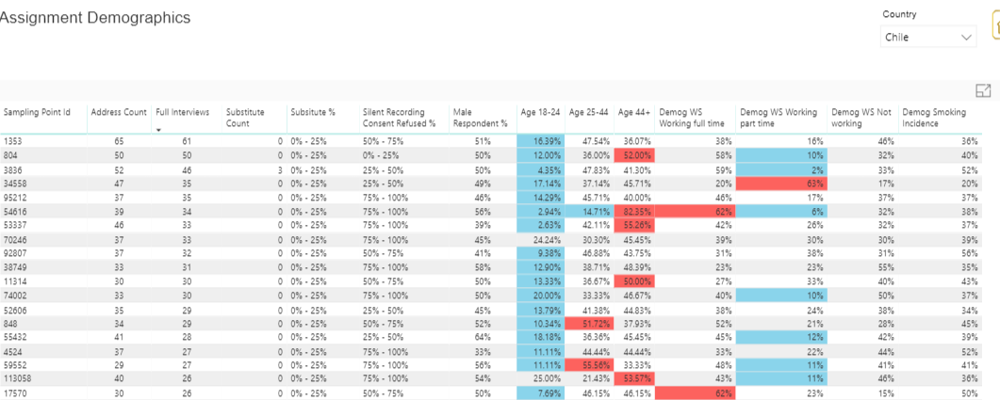 Assignment Demographics
Country
Chile
Sampling Point Id Address Count Full Interviews Substitute Count Subsitute % Silent Recording Consent Refused % Male Respondent % Age 18-24 Age 25-44 Age 44+ Demog WS Working full time Demog WS Working part time Demog WS Not working Demog Smoking Incidence
1353 65 61 0 0% - 25% 50% - 75% 51% 16.39% 47.54% 36.07% 38% 16% 46% 36%
804 50 50 0 0% - 25% 0% - 25% 50% 12.00% 36.00% 52.00% 58% 10% 32% 40%
3836 52 46 3 0% - 25% 25% - 50% 50% 4.35% 47.83% 41.30% 59% 2% 33% 52%
34558 47 35 0 0% - 25% 25% - 50% 49% 17.14% 37.14% 45.71% 20% 63% 17% 20%
95212 37 35 0 0% - 25% 75% - 100% 46% 14.29% 45.71% 40.00% 46% 17% 37% 37%
54616 39 34 0 0% - 25% 75% - 100% 56% 2.94% 14.71% 82.35% 62% 6% 32% 38%
53337 46 33 0 0% - 25% 75% - 100% 39% 2.63% 42.11% 55.26% 42% 26% 32% 37%
70246 37 33 0 0% - 25% 75% - 100% 45% 24.24% 30.30% 45.45% 39% 30% 30% 39%
92807 37 32 0 0% - 25% 50% - 75% 41% 9.38% 46.88% 43.75% 31% 38% 31% 56%
38749 33 31 0 0% - 25% 75% - 100% 58% 12.90% 38.71% 48.39% 23% 23% 55% 35%
11314 30 30 0 0% - 25% 50% - 75% 50% 13.33% 36.67% 50.00% 27% 33% 40% 43%
74002 33 30 0 0% - 25% 75% - 100% 50% 20.00% 33.33% 46.67% 40% 10% 50% 37%
52606 35 29 0 0% - 25% 25% - 50% 45% 13.79% 41.38% 44.83% 38% 24% 38% 34%
848 34 29 0 0% - 25% 50% - 75% 52% 10.34% 51.72% 37.93% 52% 21% 28% 45%
55432 41 28 0 0% - 25% 50% - 75% 64% 18.18% 36.36% 45.45% 45% 12% 42% 39%
4524 37 27 0 0% - 25% 75% - 100% 33% 11.11% 44.44% 44.44% 33% 22% 44% 52%
59552 29 27 0 0% - 25% 75% - 100% 56% 11.11% 55.56% 33.33% 48% 11% 41% 41%
113058 40 26 0 0% - 25% 75% - 100% 54% 25.00% 21.43% 53.57% 43% 11% 46% 36%
17570 30 26 0 0% - 25% 50% - 75% 50% 7.69% 46.15% 46.15% 62% 23% 15% 50%